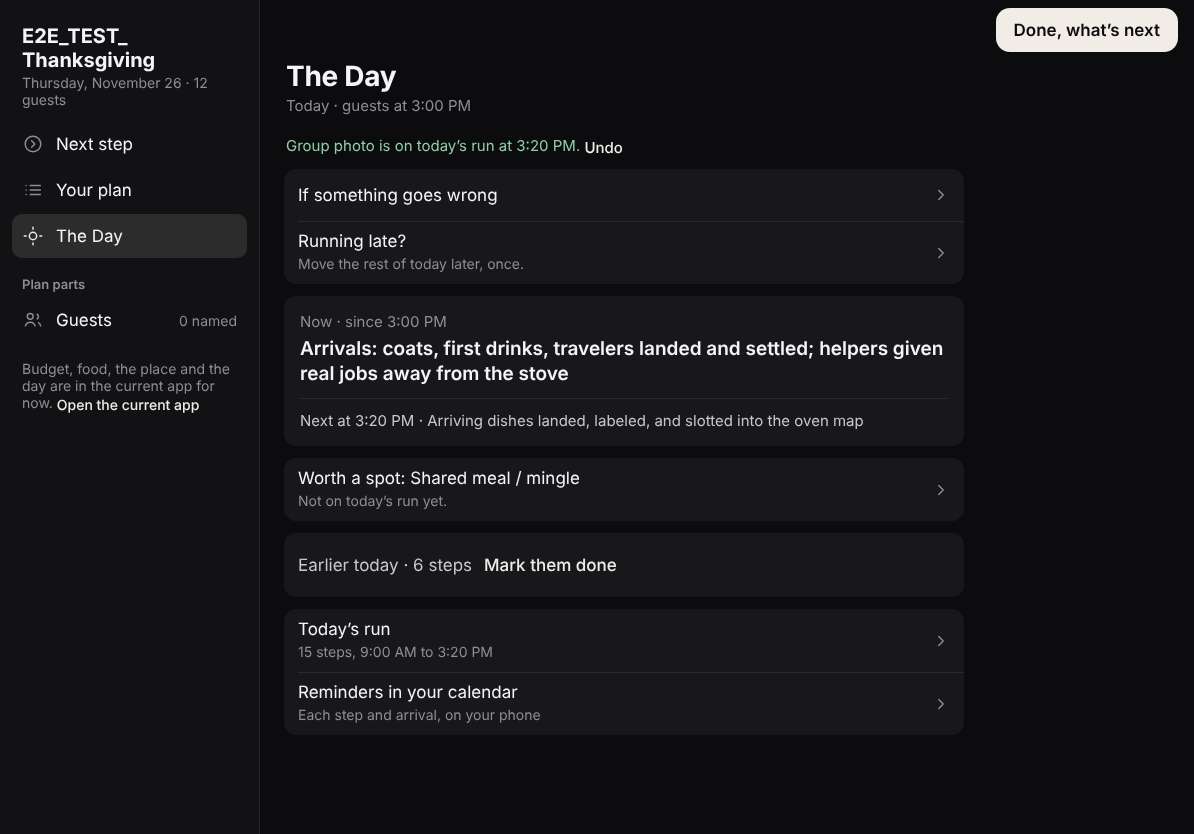 E2E_TEST_
Thanksgiving
Thursday, November 26 · 12
guests
Next step
Your plan
The Day
Plan parts
Guests
0 named
Budget, food, the place and the
day are in the current app for
now. Open the current app
Done, what’s next
The Day
Today · guests at 3:00 PM
Group photo is on today’s run at 3:20 PM. Undo
If something goes wrong
Running late?
Move the rest of today later, once.
Now · since 3:00 PM
Arrivals: coats, first drinks, travelers landed and settled; helpers given
real jobs away from the stove
Next at 3:20 PM · Arriving dishes landed, labeled, and slotted into the oven map
Worth a spot: Shared meal / mingle
Not on today’s run yet.
Earlier today · 6 steps Mark them done
Today’s run
15 steps, 9:00 AM to 3:20 PM
Reminders in your calendar
Each step and arrival, on your phone